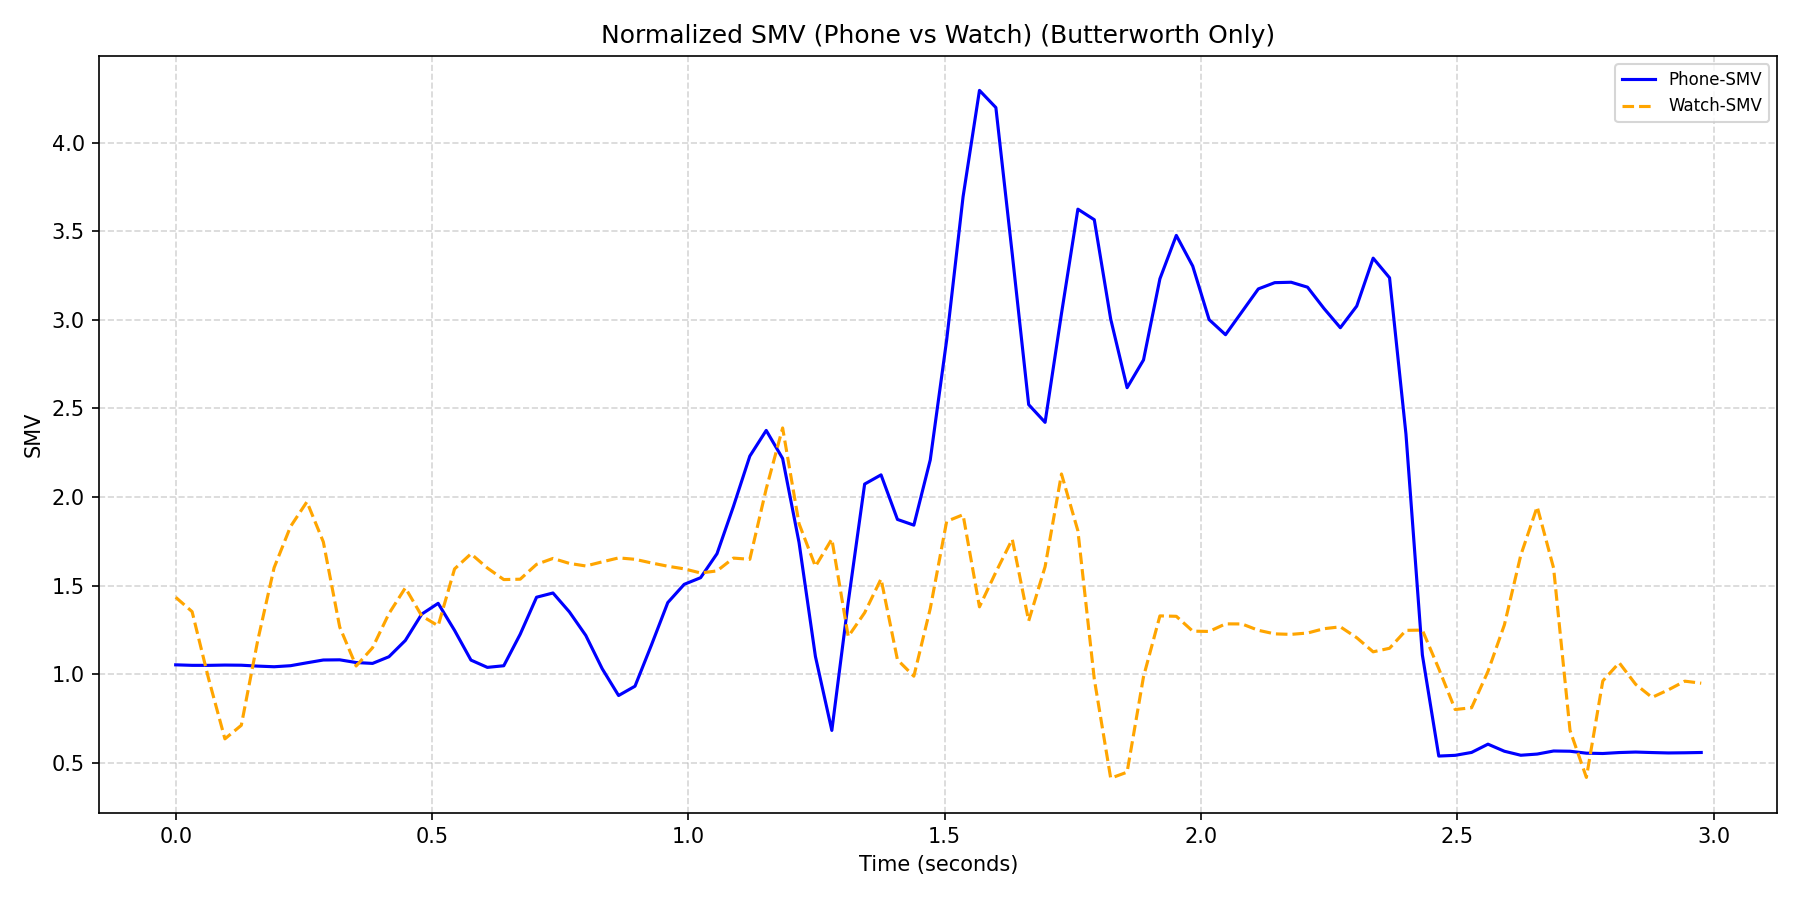 Normalized SMV (Phone vs Watch) (Butterworth Only)
Phone-SMV
Watch-SMV
4.0
3.5
3.0
2.5
2.0
1.5
1.0
0.5
SMV
0.0 0.5 1.0 1.5 2.0 2.5 3.0
Time (seconds)